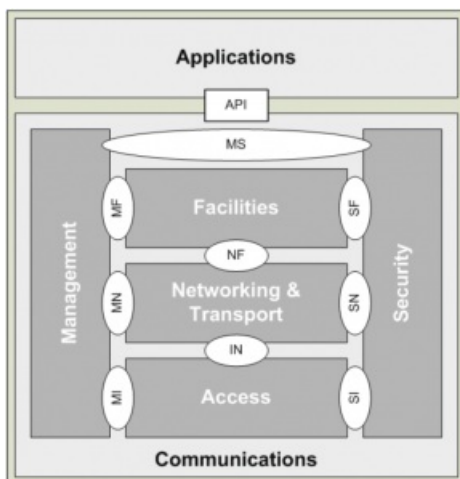 Applications
API
MS
Management
MF
Facilities
SF
Security
NF
MN
Networking &
Transport
SN
IN
MI
Access
SI
Communications